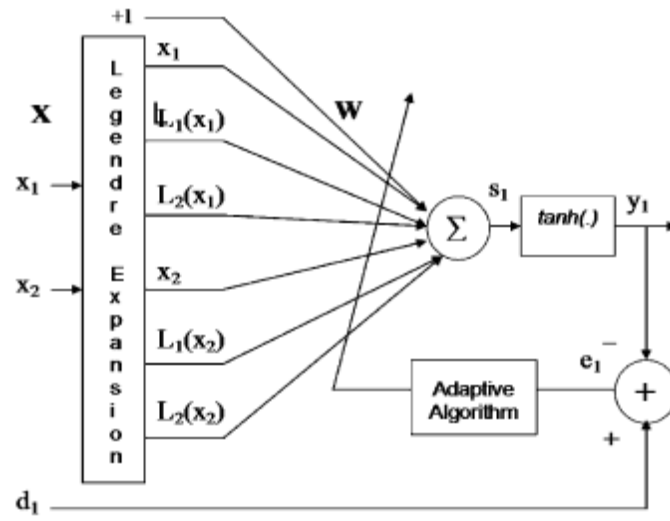 +1
x₁
X
L₁(x₁)
W
x₁
L₂(x₁)
s₁
Σ
tanh(.)
y₁
x₂
x₂
Legendre Expansion
L₁(x₂)
e₁
−
+
Adaptive
Algorithm
L₂(x₂)
+
d₁